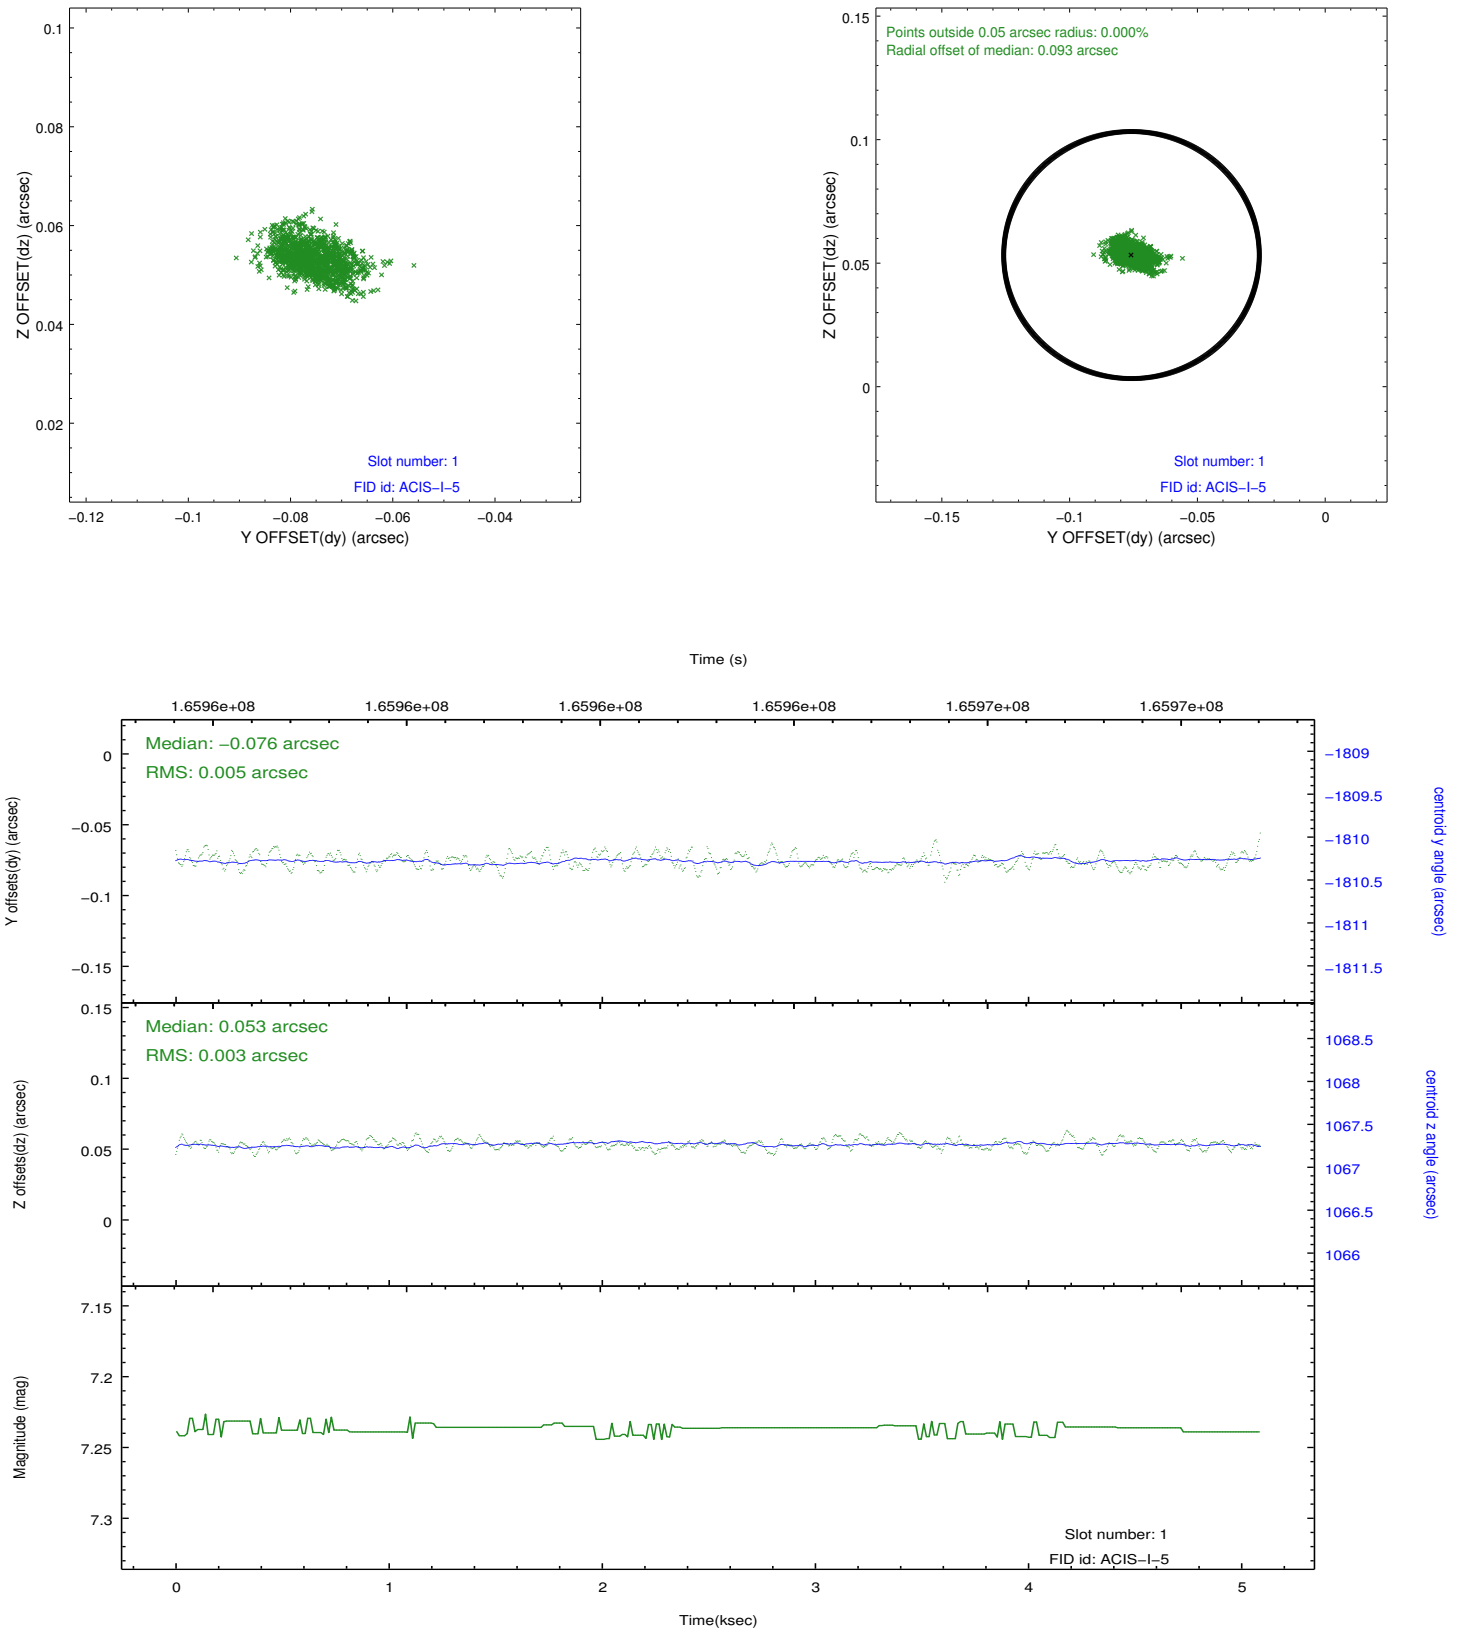 0.1
0.08
0.06
0.04
0.02
Z OFFSET(dz) (arcsec)
Slot number: 1
FID id: ACIS−I−5
−0.12
−0.1
−0.08
−0.06
−0.04
Y OFFSET(dy) (arcsec)
0.15
0.1
0.05
0
Z OFFSET(dz) (arcsec)
Points outside 0.05 arcsec radius: 0.000%
Radial offset of median: 0.093 arcsec
Slot number: 1
FID id: ACIS−I−5
−0.15
−0.1
−0.05
0
Y OFFSET(dy) (arcsec)
Time (s)
1.6596e+08
1.6596e+08
1.6596e+08
1.6596e+08
1.6597e+08
1.6597e+08
Median: −0.076 arcsec
RMS: 0.005 arcsec
0
−0.05
−0.1
−0.15
Y offsets(dy) (arcsec)
−1809
−1809.5
−1810
−1810.5
−1811
−1811.5
centroid y angle (arcsec)
Median: 0.053 arcsec
RMS: 0.003 arcsec
0.15
0.1
0.05
0
Z offsets(dz) (arcsec)
1068.5
1068
1067.5
1067
1066.5
1066
centroid z angle (arcsec)
7.15
7.2
7.25
7.3
Magnitude (mag)
Slot number: 1
FID id: ACIS−I−5
0
1
2
3
4
5
Time(ksec)